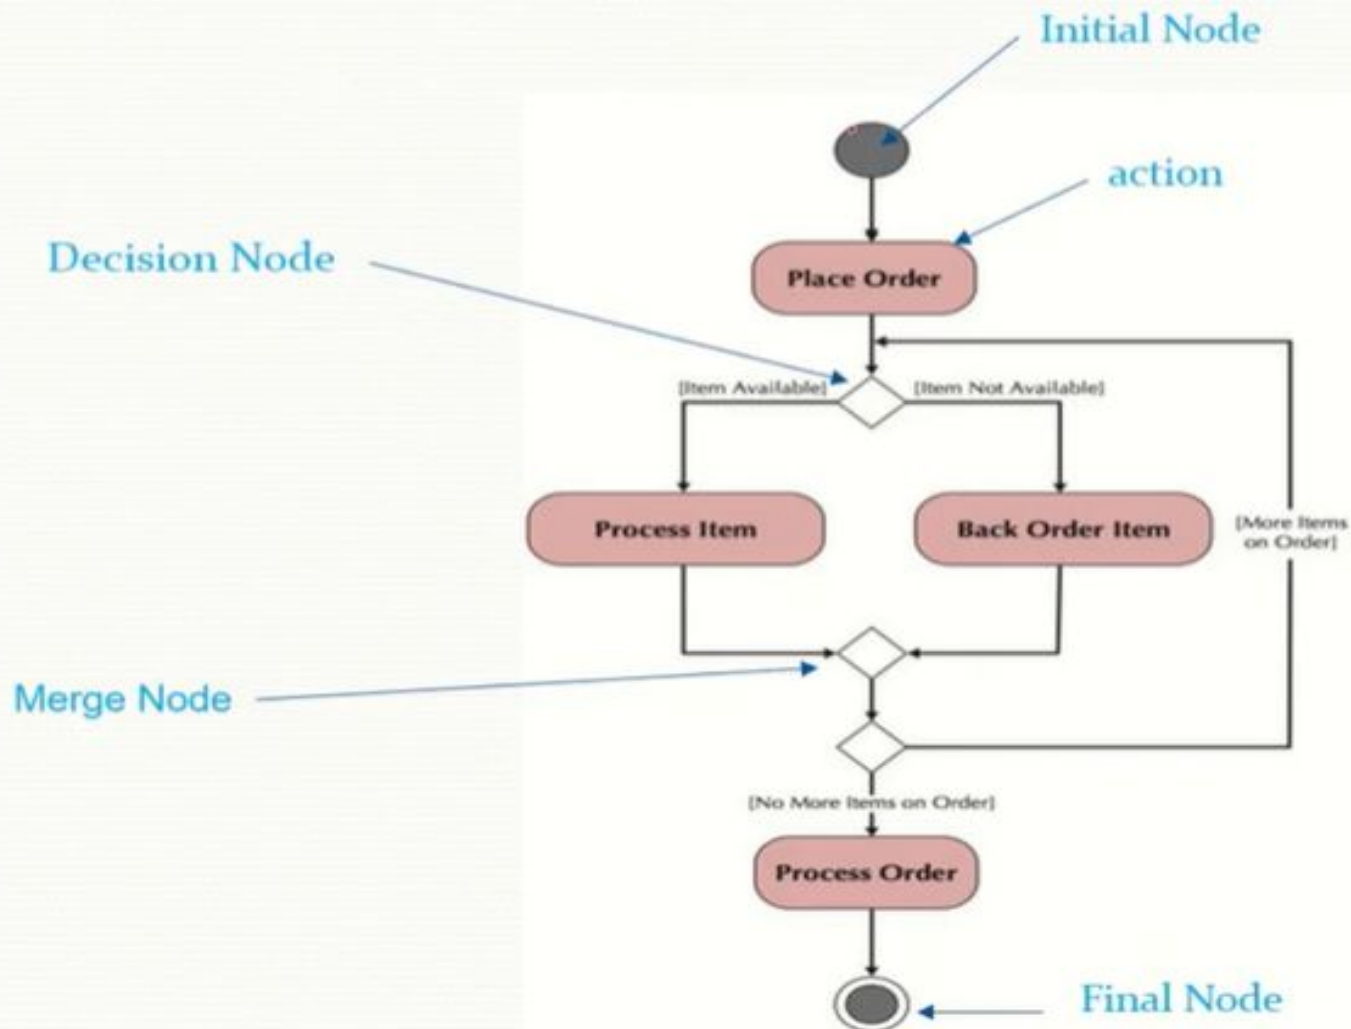 Initial Node
action
Decision Node
Place Order
[Item Available]
[Item Not Available]
Process Item
Back Order Item
[More Items
on Order]
Merge Node
[No More Items on Order]
Process Order
Final Node